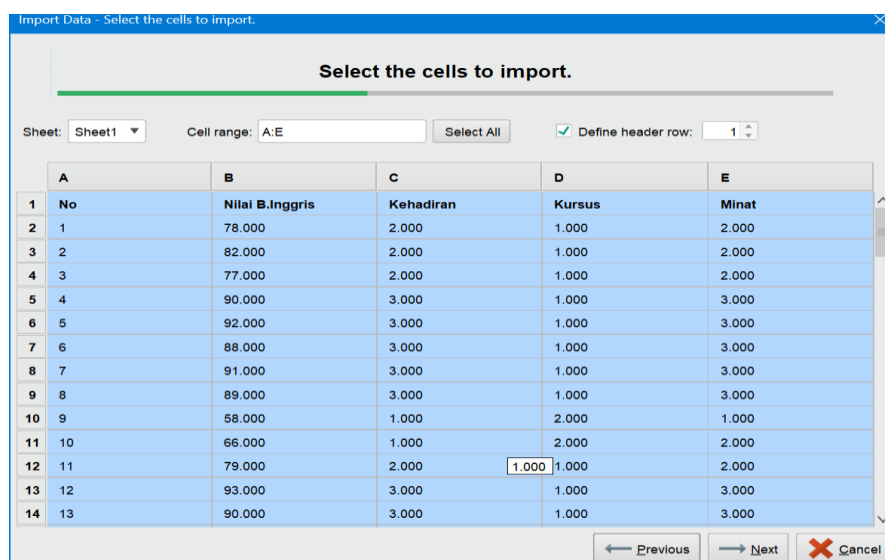 Import Data - Select the cells to import.
Select the cells to import.
Sheet: Sheet1 Cell range: A:E Select All Define header row: 1
A B C D E
1 No Nilai B.Inggris Kehadiran Kursus Minat
2 1 78.000 2.000 1.000 2.000
3 2 82.000 2.000 1.000 2.000
4 3 77.000 2.000 1.000 2.000
5 4 90.000 3.000 1.000 3.000
6 5 92.000 3.000 1.000 3.000
7 6 88.000 3.000 1.000 3.000
8 7 91.000 3.000 1.000 3.000
9 8 89.000 3.000 1.000 3.000
10 9 58.000 1.000 2.000 1.000
11 10 66.000 1.000 2.000 2.000
12 11 79.000 2.000 1.000 1.000 2.000
13 12 93.000 3.000 1.000 3.000
14 13 90.000 3.000 1.000 3.000
Previous Next Cancel